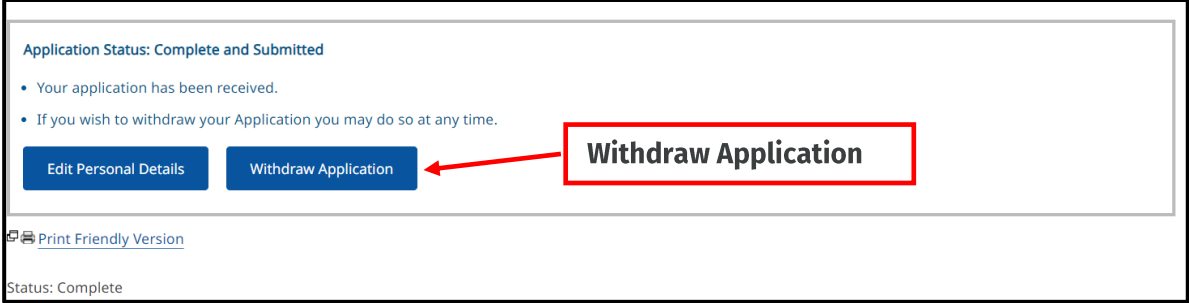 Application Status: Complete and Submitted
• Your application has been received.
• If you wish to withdraw your Application you may do so at any time.
Edit Personal Details
Withdraw Application
Withdraw Application
Print Friendly Version
Status: Complete